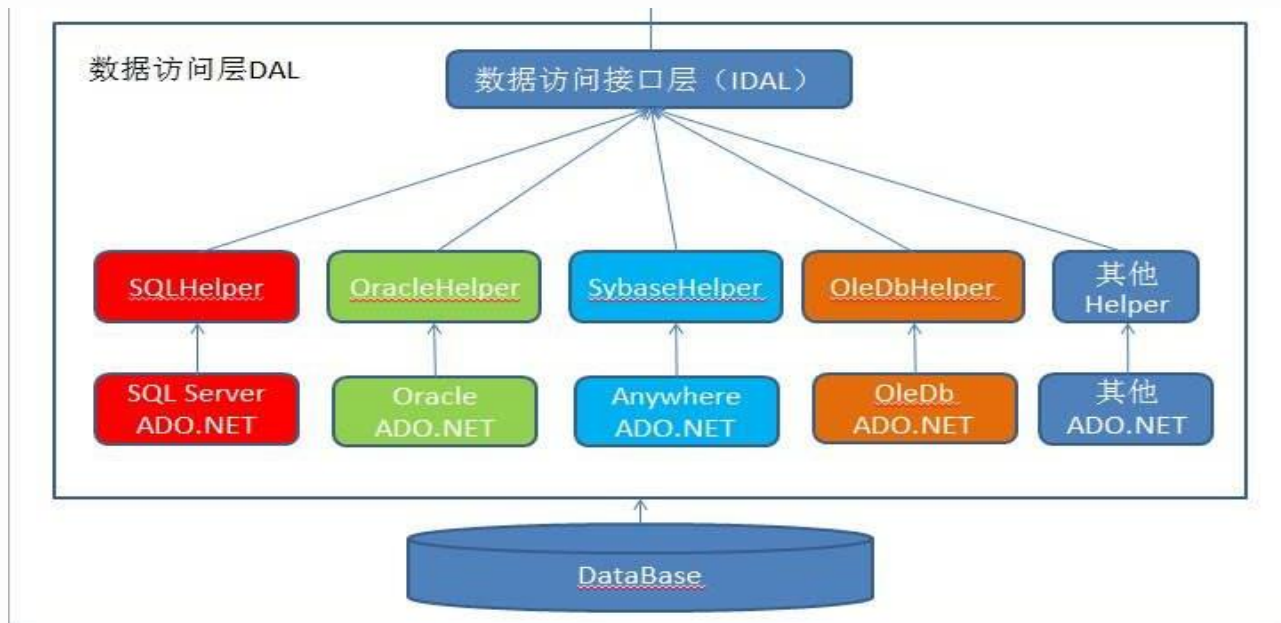 数据访问层DAL
数据访问接口层（IDAL）
SQLHelper
OracleHelper
SybaseHelper
OleDbHelper
其他
Helper
SQL Server
ADO.NET
Oracle
ADO.NET
Anywhere
ADO.NET
OleDb
ADO.NET
其他
ADO.NET
DataBase